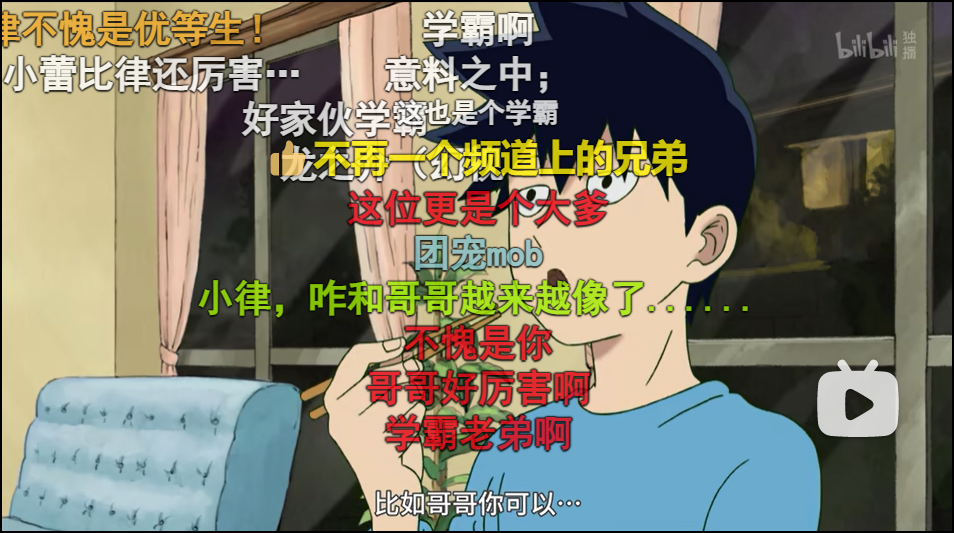 律不愧是优等生！
学霸啊
bilibili 独播
小蕾比律还厉害…
意料之中；
好家伙学霸
这也是个学霸
不再一个频道上的兄弟
这位更是个大爹
团宠mob
小律，咋和哥哥越来越像了......
不愧是你
哥哥好厉害啊
学霸老弟啊
比如哥哥你可以…